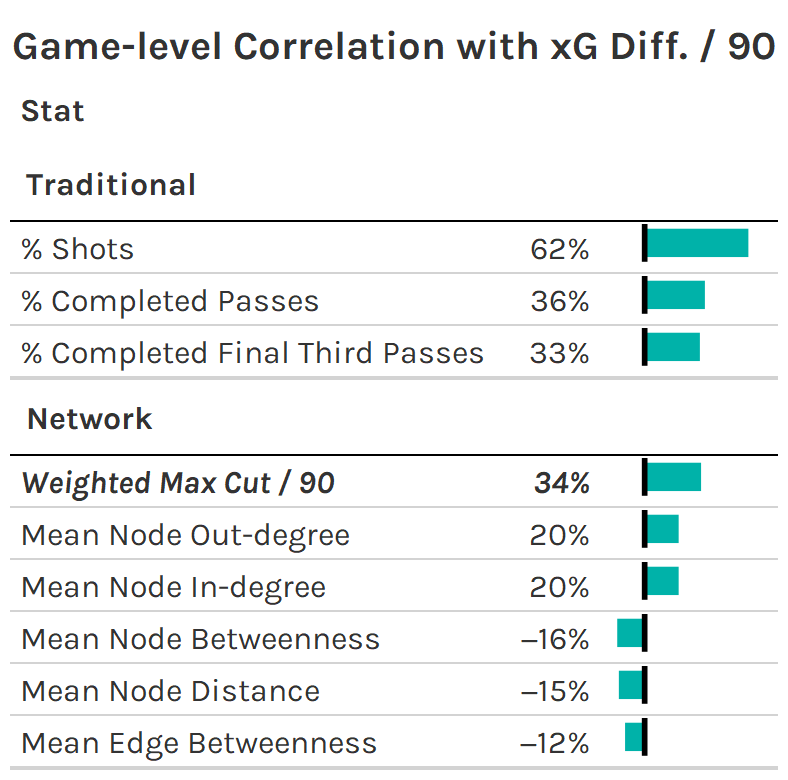 Game-level Correlation with xG Diff. / 90
Stat
Traditional
% Shots 62%
% Completed Passes 36%
% Completed Final Third Passes 33%
Network
Weighted Max Cut / 90 34%
Mean Node Out-degree 20%
Mean Node In-degree 20%
Mean Node Betweenness −16%
Mean Node Distance −15%
Mean Edge Betweenness −12%